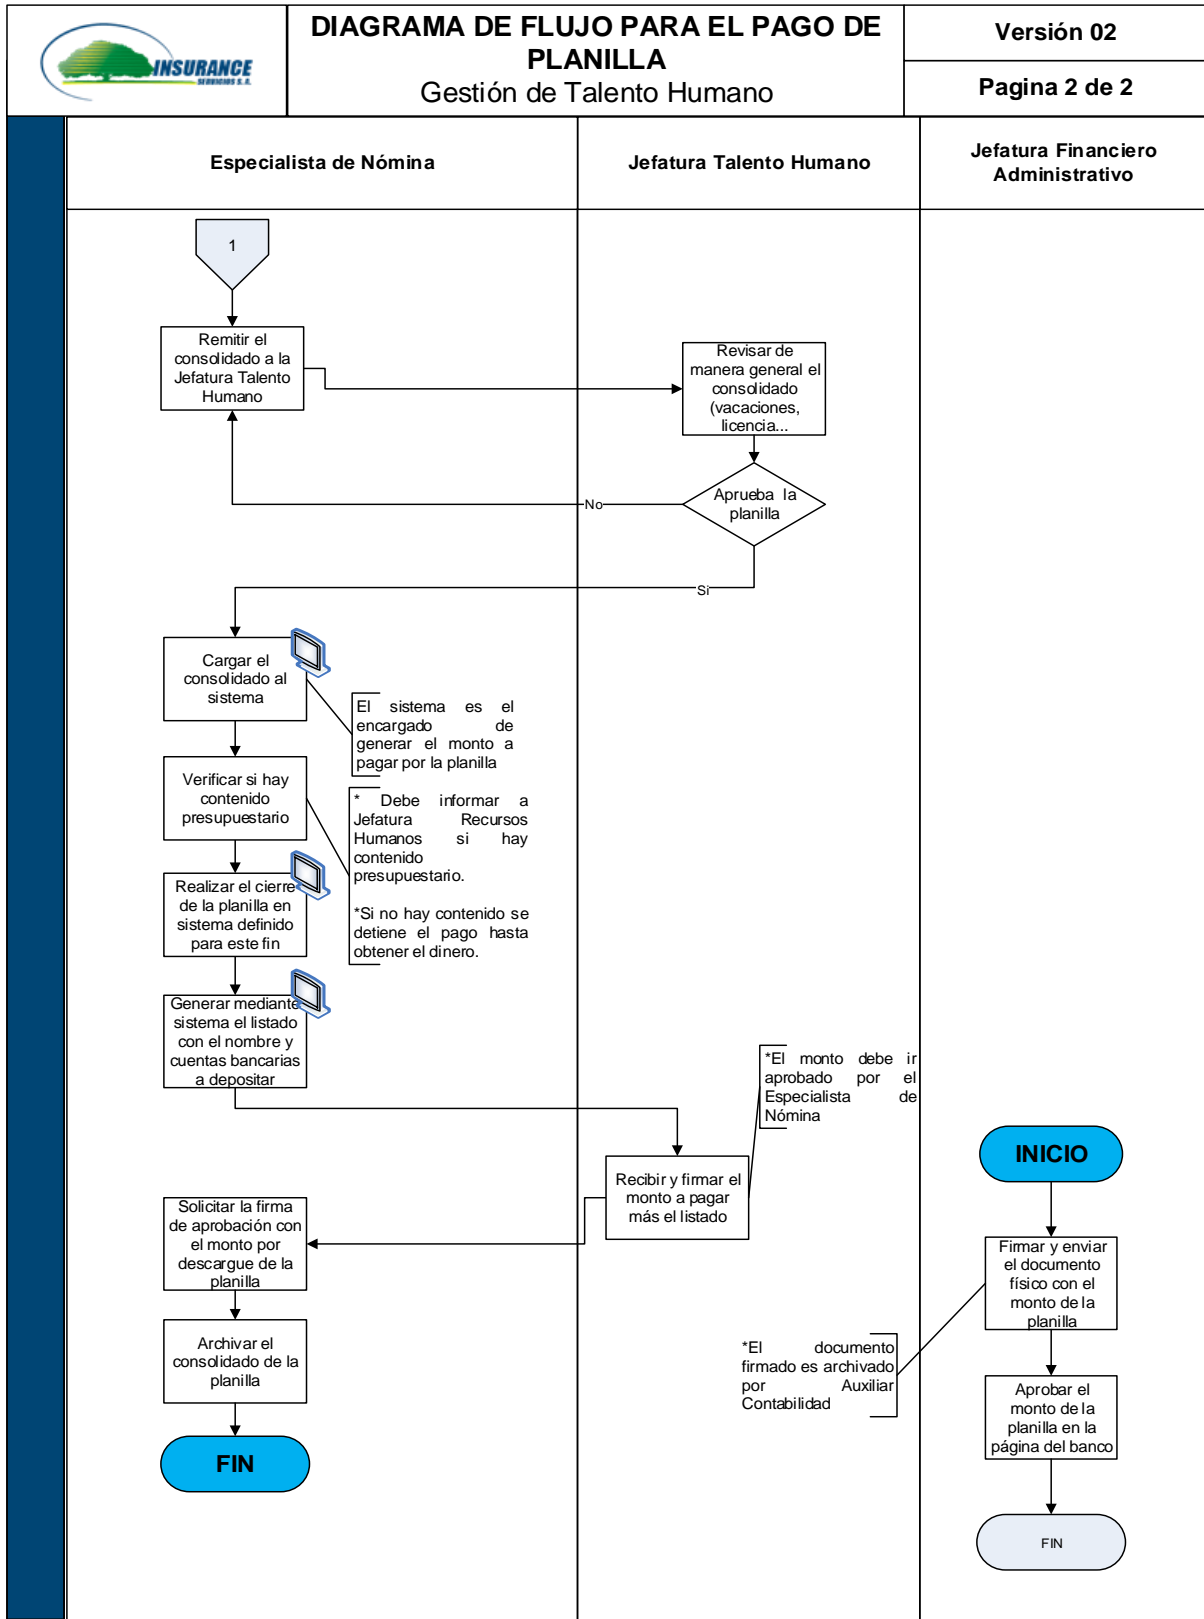 INSURANCE
SERVICIOS S.A.
DIAGRAMA DE FLUJO PARA EL PAGO DE
PLANILLA
Gestión de Talento Humano
Versión 02
Pagina 2 de 2
Especialista de Nómina
Jefatura Talento Humano
Jefatura Financiero
Administrativo
1
Remitir el
consolidado a la
Jefatura Talento
Humano
Revisar de
manera general el
consolidado
(vacaciones,
licencia...
Aprueba la
planilla
No
Si
Cargar el
consolidado al
sistema
El sistema es el
encargado de
generar el monto a
pagar por la planilla
Verificar si hay
contenido
presupuestario
* Debe informar a
Jefatura Recursos
Humanos si hay
contenido
presupuestario.
*Si no hay contenido se
detiene el pago hasta
obtener el dinero.
Realizar el cierre
de la planilla en
sistema definido
para este fin
Generar mediante
sistema el listado
con el nombre y
cuentas bancarias
a depositar
*El monto debe ir
aprobado por el
Especialista de
Nómina
Recibir y firmar el
monto a pagar
más el listado
Solicitar la firma
de aprobación con
el monto por
descargue de la
planilla
Archivar el
consolidado de la
planilla
FIN
INICIO
Firmar y enviar
el documento
físico con el
monto de la
planilla
*El documento
firmado es archivado
por Auxiliar
Contabilidad
Aprobar el
monto de la
planilla en la
página del banco
FIN